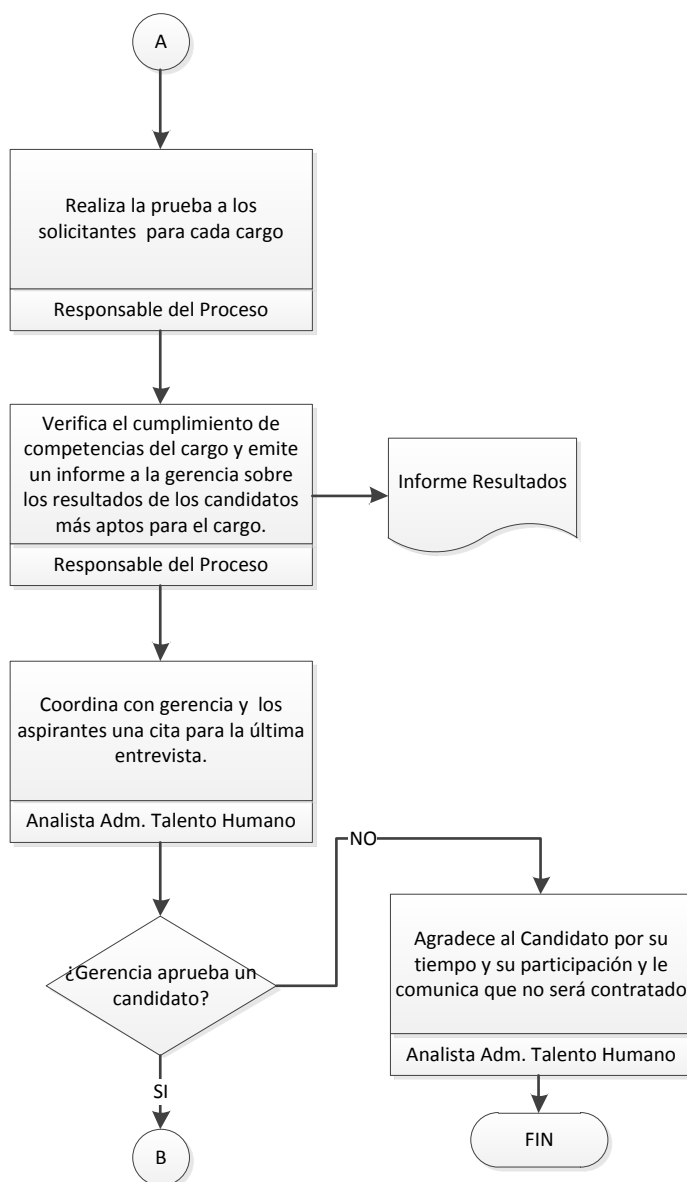 A
Realiza la prueba a los
solicitantes para cada cargo
Responsable del Proceso
Verifica el cumplimiento de
competencias del cargo y emite
un informe a la gerencia sobre
los resultados de los candidatos
más aptos para el cargo.
Responsable del Proceso
Informe Resultados
Coordina con gerencia y los
aspirantes una cita para la última
entrevista.
Analista Adm. Talento Humano
¿Gerencia aprueba un
candidato?
NO
Agradece al Candidato por su
tiempo y su participación y le
comunica que no será contratado
Analista Adm. Talento Humano
FIN
SI
B